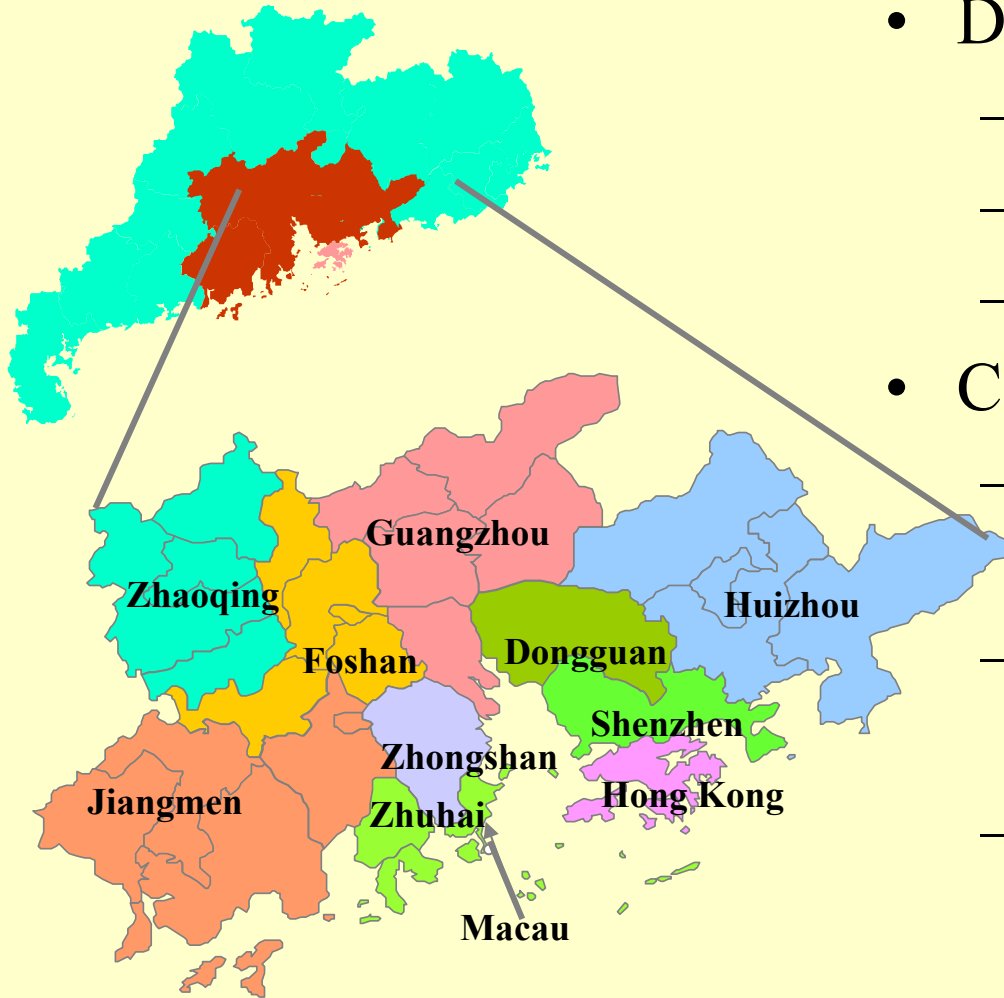 • D
–
–
–
• C
–
–
–
Guangzhou
Zhaoqing
Huizhou
Foshan
Dongguan
Shenzhen
Zhongshan
Hong Kong
Jiangmen
Zhuhai
Macau